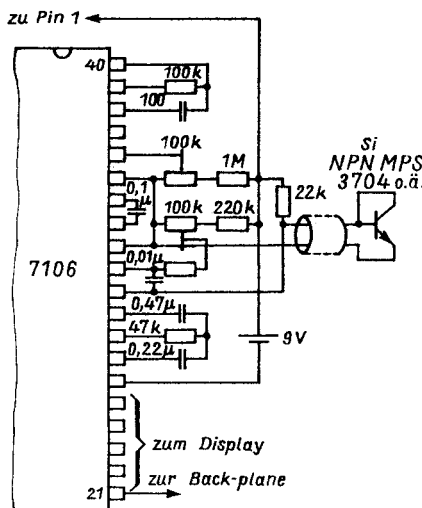 zu Pin 1
40
100k
100
100k
1M
Si
NPN MPS
3704 o.ä.
22k
0,1
µ
100k
220k
7106
0,01µ
0,47µ
47k
9V
0,22µ
zum Display
zur Back-plane
21